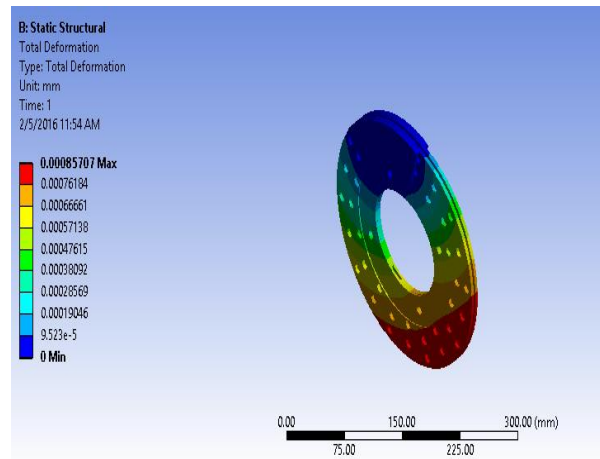 B: Static Structural
Total Deformation
Type: Total Deformation
Unit: mm
Time: 1
2/5/2016 11:54 AM
0.00085707 Max
0.00076184
0.00066661
0.00057138
0.00047615
0.00038092
0.00028569
0.00019046
9.523e-5
0 Min
0.00 150.00 300.00 (mm)
75.00 225.00